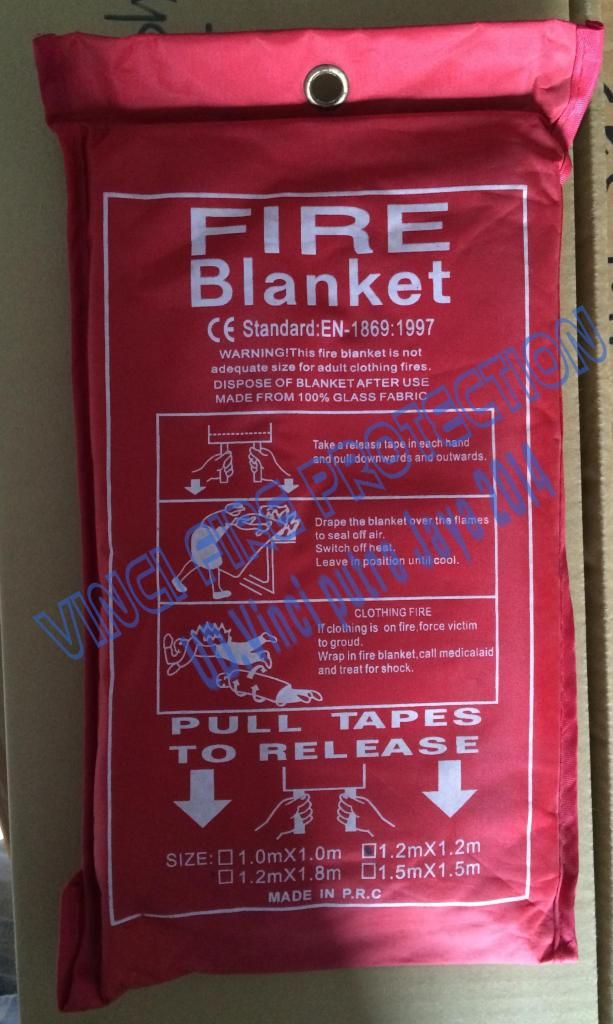 FIRE
Blanket
CE Standard:EN-1869:1997
WARNING!This fire blanket is not
adequate size for adult clothing fires.
DISPOSE OF BLANKET AFTER USE
MADE FROM 100% GLASS FABRIC
Take a release tape in each hand
and pull downwards and outwards.
Drape the blanket over the flames
to seal off air.
Switch off heat.
Leave in position until cool.
CLOTHING FIRE
If clothing is on fire,force victim
to groud.
Wrap in fire blanket,call medicalaid
and treat for shock.
PULL TAPES
TO RELEASE
SIZE: 1.0mX1.0m 1.2mX1.2m
1.2mX1.8m 1.5mX1.5m
MADE IN P.R.C
VINCI FIRE PROTECTION
Vinci putra Jaya 2014